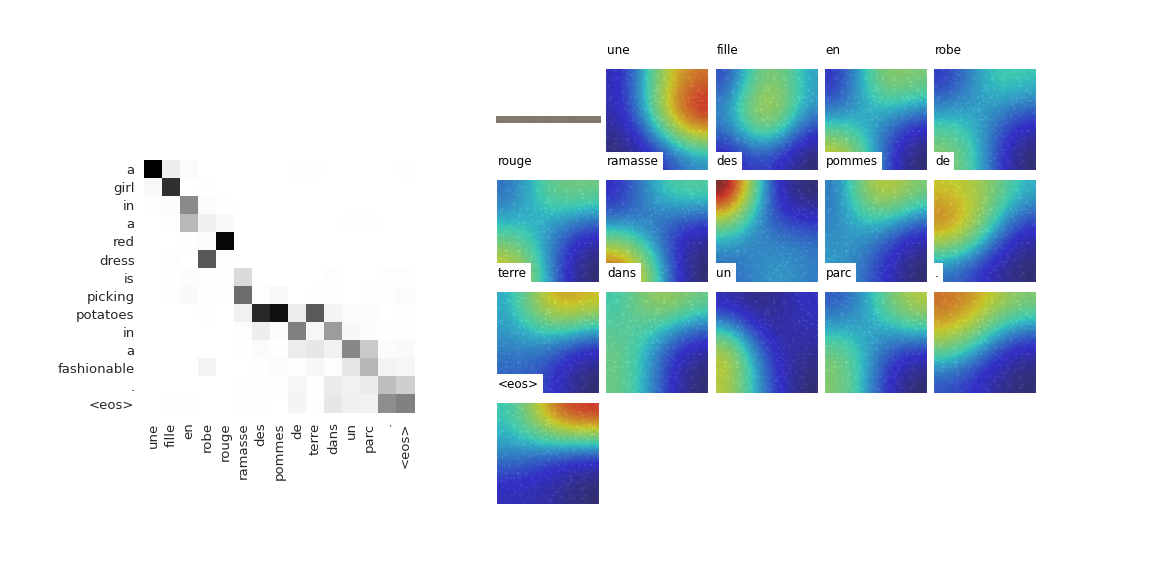 a
girl
in
a
red
dress
is
picking
potatoes
in
a
fashionable
.
<eos>
une
fille
en
robe
rouge
ramasse
des
pommes
de
terre
dans
un
parc
.
<eos>
une fille en robe
rouge ramasse des pommes de
terre dans un parc .
<eos>